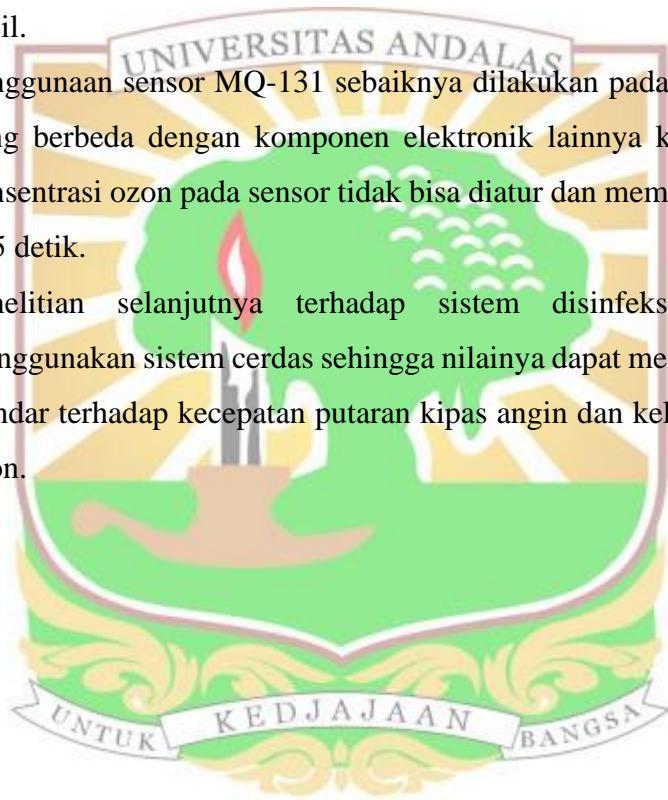 il.
UNIVERSITAS ANDALAS
nggunaan sensor MQ-131 sebaiknya dilakukan pada
ng berbeda dengan komponen elektronik lainnya k
nsentrasi ozon pada sensor tidak bisa diatur dan mem
5 detik.
nelitian selanjutnya terhadap sistem disinfeks
nggunakan sistem cerdas sehingga nilainya dapat me
ndar terhadap kecepatan putaran kipas angin dan kel
on.
UNTUK KEDJAJAAN BANGSA